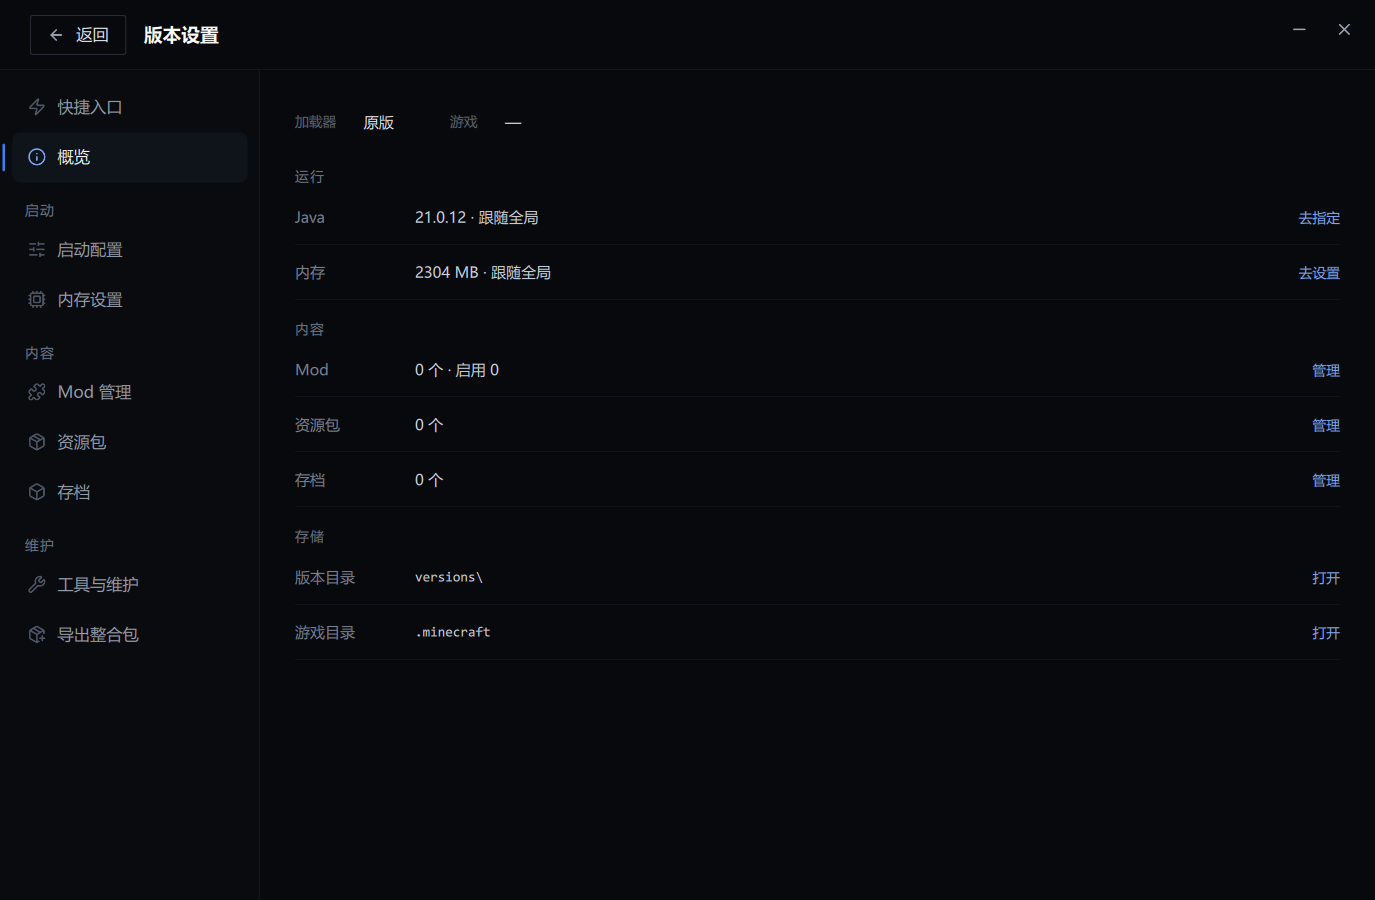 返回
版本设置
快捷入口
概览
启动
启动配置
内存设置
内容
Mod 管理
资源包
存档
维护
工具与维护
导出整合包
加载器 原版 游戏 —
运行
Java 21.0.12 · 跟随全局 去指定
内存 2304 MB · 跟随全局 去设置
内容
Mod 0 个 · 启用 0 管理
资源包 0 个 管理
存档 0 个 管理
存储
版本目录 versions\ 打开
游戏目录 .minecraft 打开